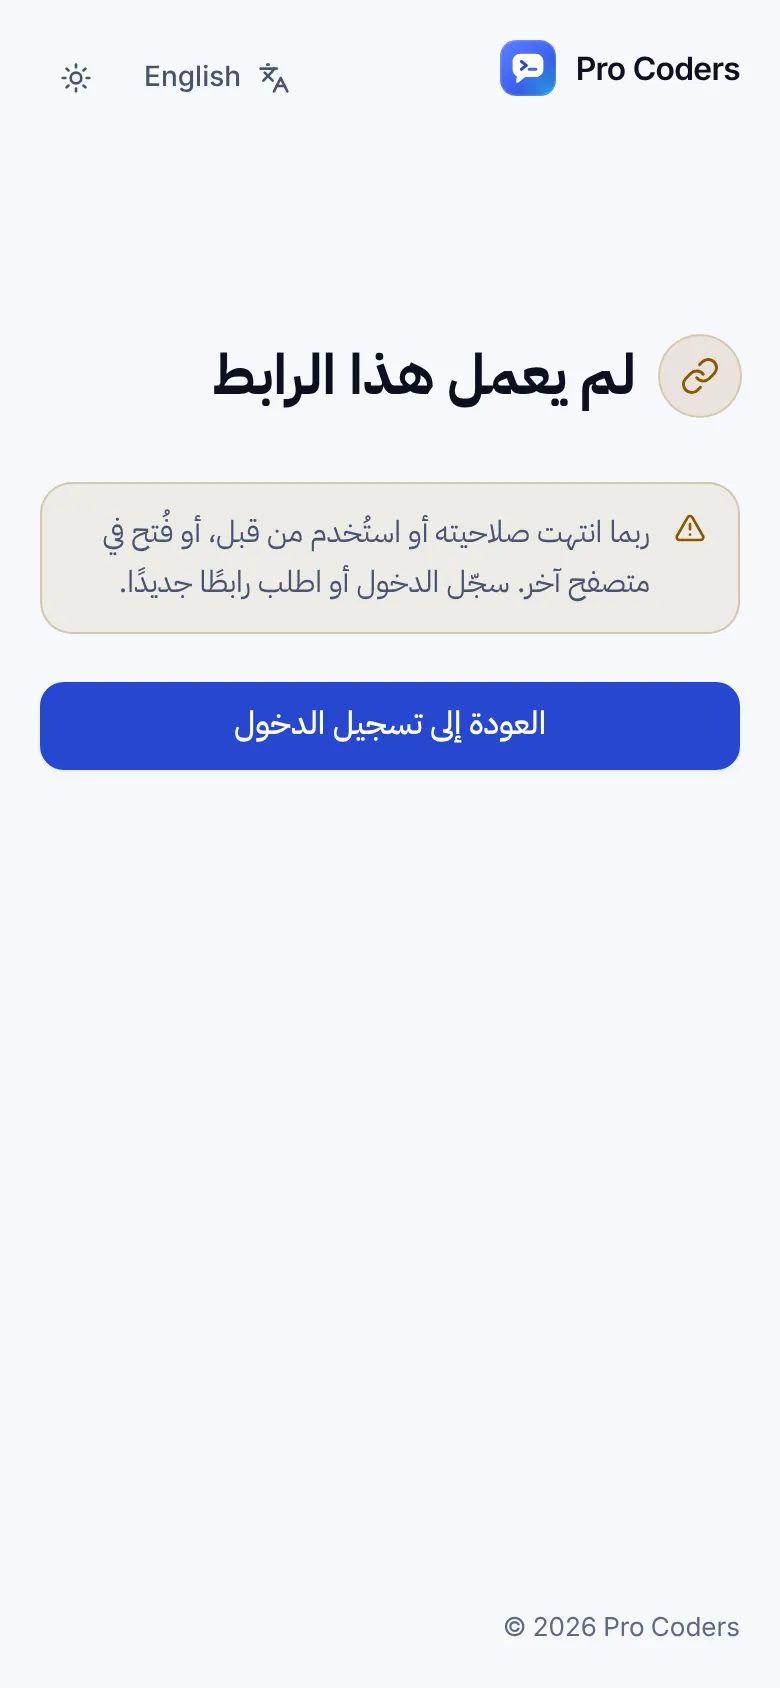 Pro Coders
English
لم يعمل هذا الرابط
ربما انتهت صلاحيته أو استُخدم من قبل، أو فُتح في
متصفح آخر. سجّل الدخول أو اطلب رابطًا جديدًا.
العودة إلى تسجيل الدخول
© 2026 Pro Coders